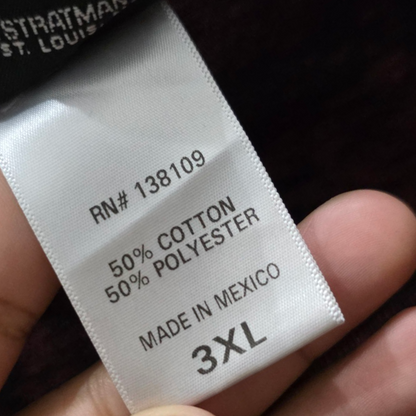 STRATMAN
ST. LOUIS
RN# 138109
50% COTTON
50% POLYESTER
MADE IN MEXICO
3XL